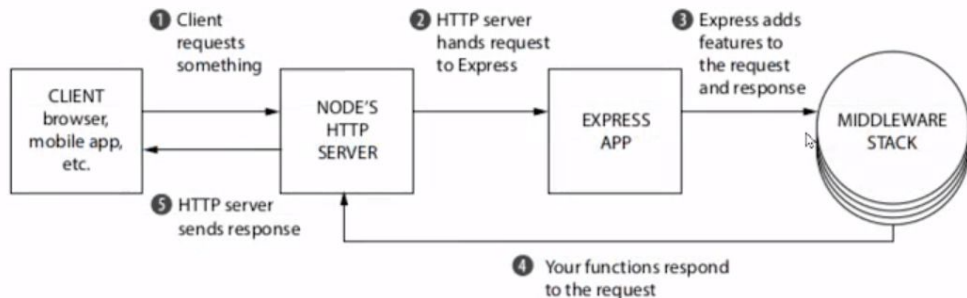 1 Client
requests
something
2 HTTP server
hands request
to Express
3 Express adds
features to
the request
and response
CLIENT
browser,
mobile app,
etc.
NODE'S
HTTP
SERVER
EXPRESS
APP
MIDDLEWARE
STACK
5 HTTP server
sends response
4 Your functions respond
to the request